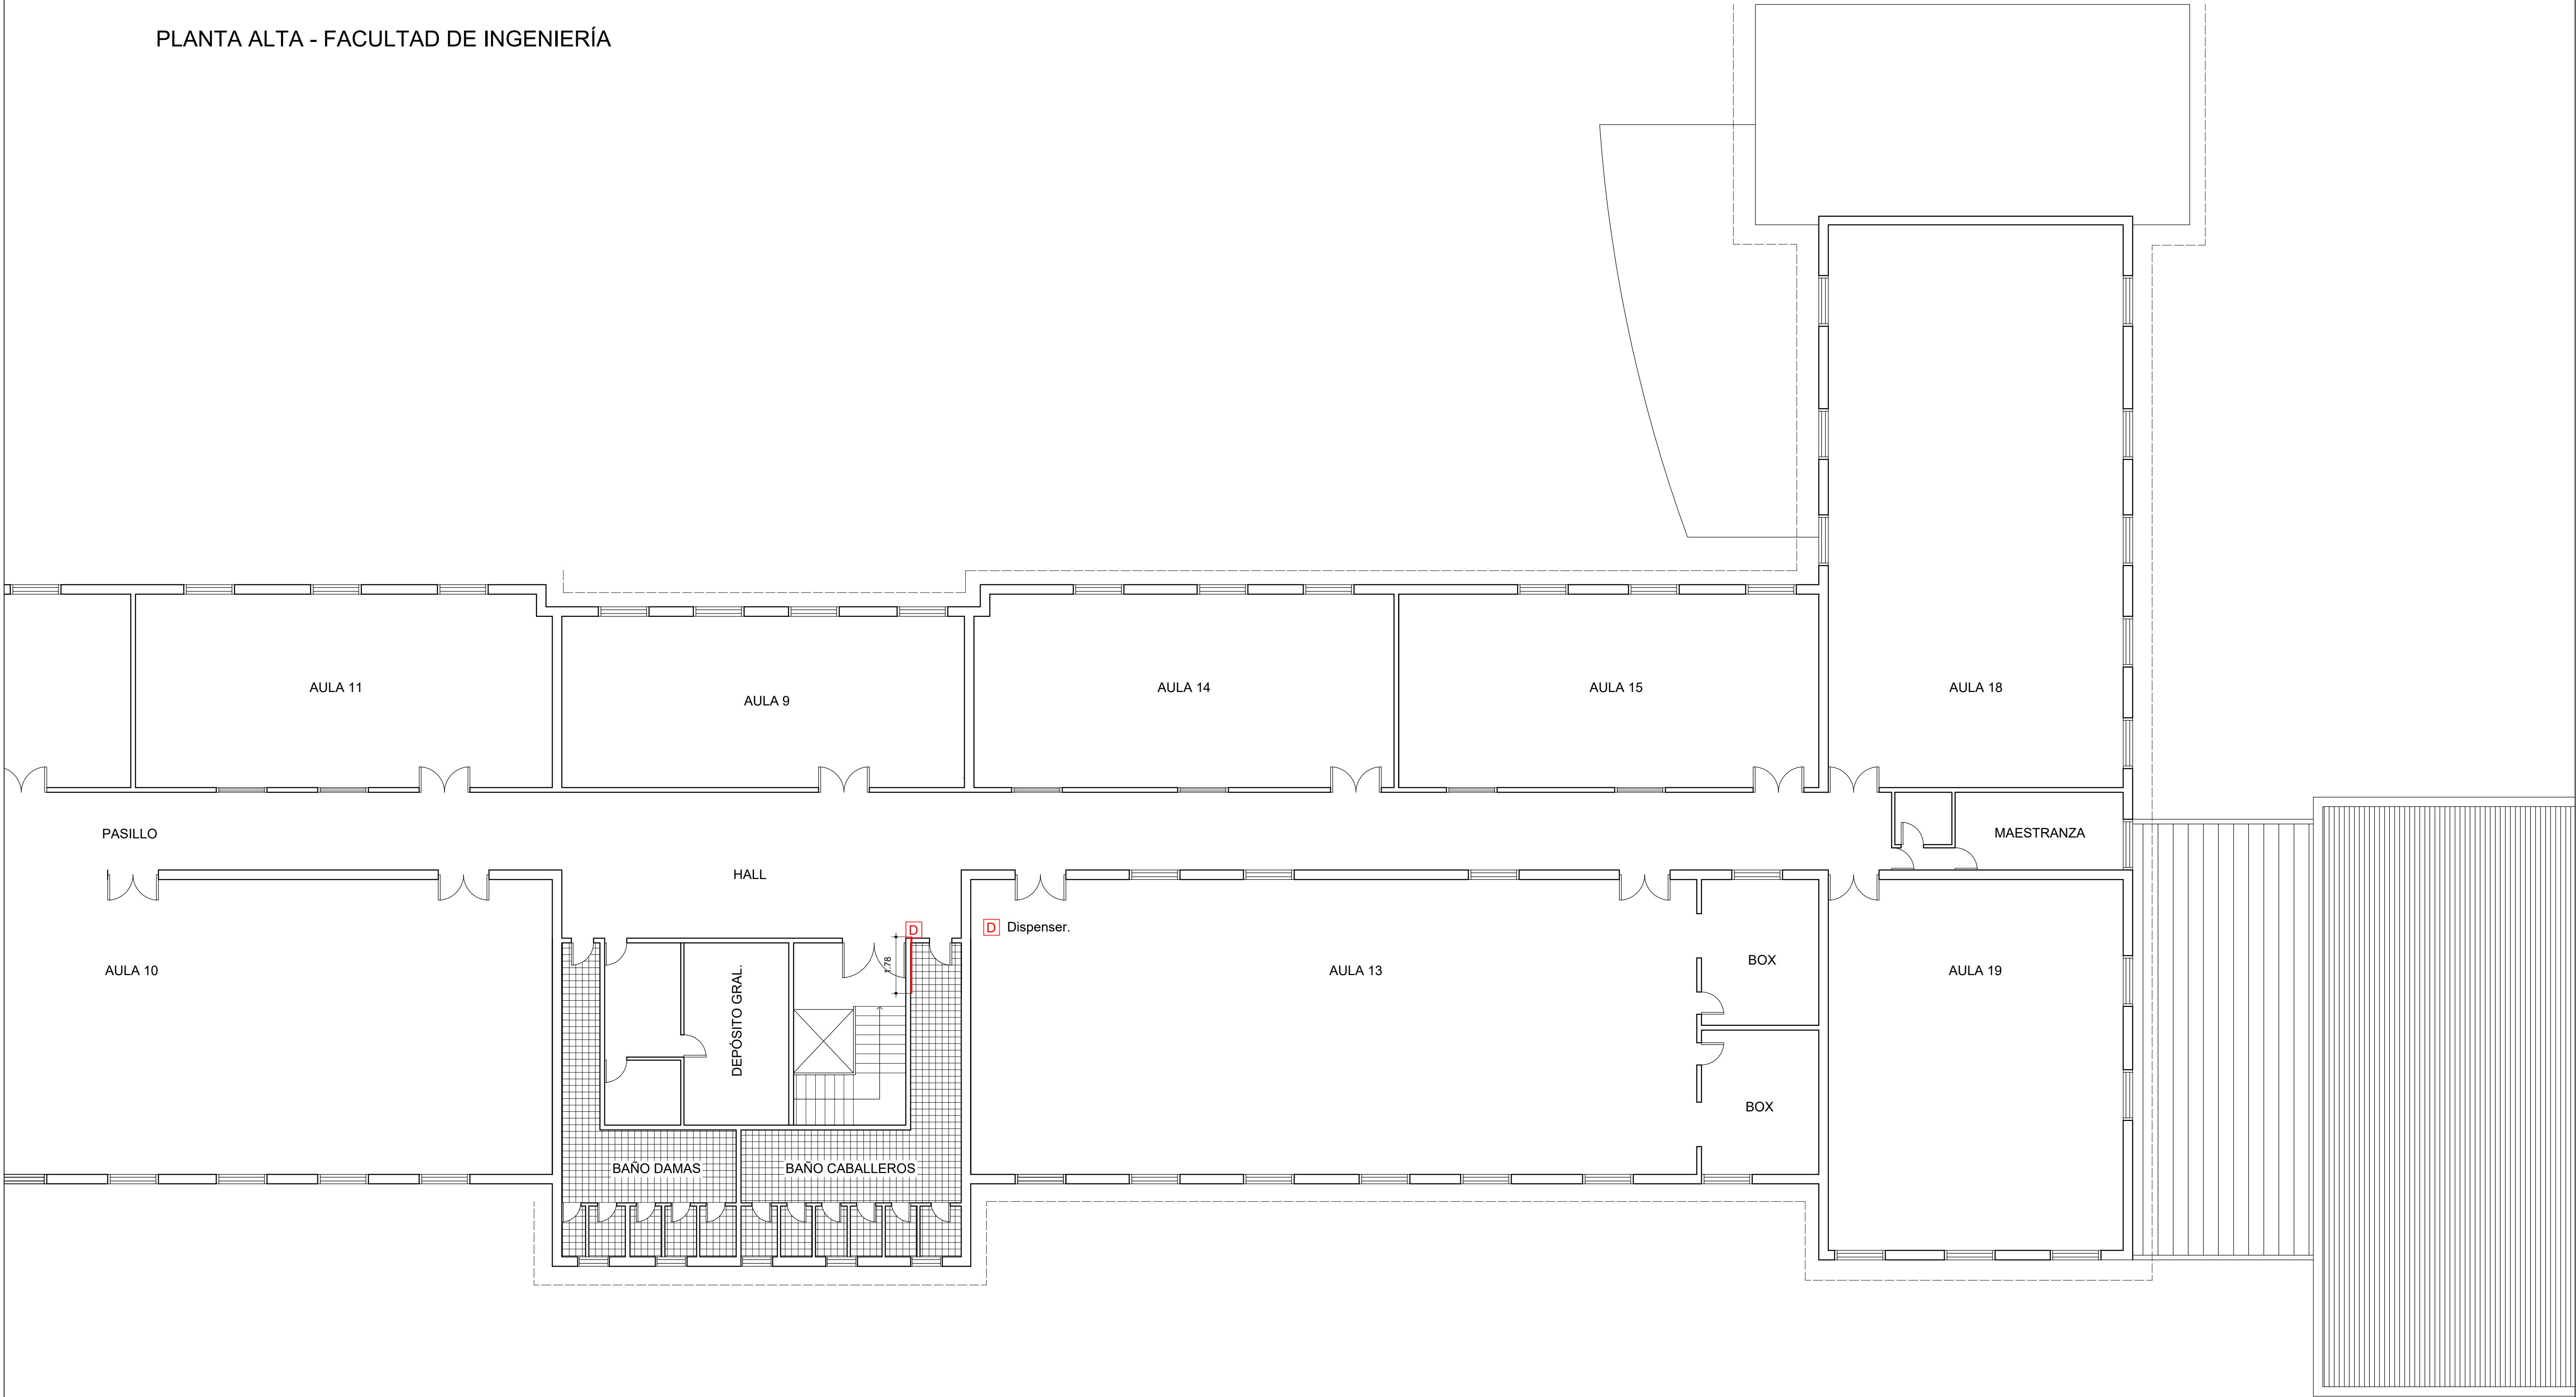 PLANTA ALTA - FACULTAD DE INGENIERÍA
AULA 11
AULA 9
AULA 14
AULA 15
AULA 18
PASILLO
MAESTRANZA
HALL
D
D Dispenser.
1.78
AULA 10
DEPÓSITO GRAL.
AULA 13
BOX
AULA 19
BOX
BAÑO DAMAS
BAÑO CABALLEROS